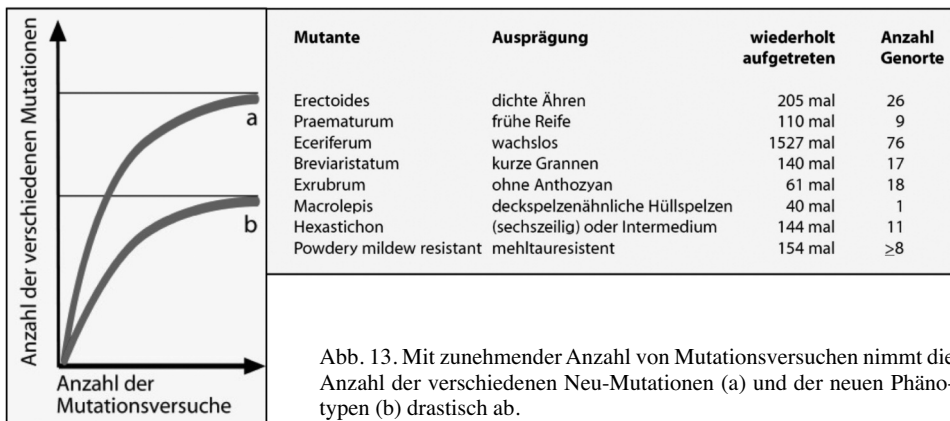 Anzahl der verschiedenen Mutationen
a
b
Anzahl der
Mutationsversuche
Mutante Ausprägung wiederholt aufgetreten Anzahl Genorte
Erectoides dichte Ähren 205 mal 26
Praematurum frühe Reife 110 mal 9
Eceriferum wachslos 1527 mal 76
Breviaristatum kurze Grannen 140 mal 17
Exrubrum ohne Anthozyan 61 mal 18
Macrolepis deckspelzenähnliche Hüllspelzen 40 mal 1
Hexastichon (sechszeilig) oder Intermedium 144 mal 11
Powdery mildew resistant mehltauresistent 154 mal ≥8
Abb. 13. Mit zunehmender Anzahl von Mutationsversuchen nimmt die
Anzahl der verschiedenen Neu-Mutationen (a) und der neuen Phäno-
typen (b) drastisch ab.